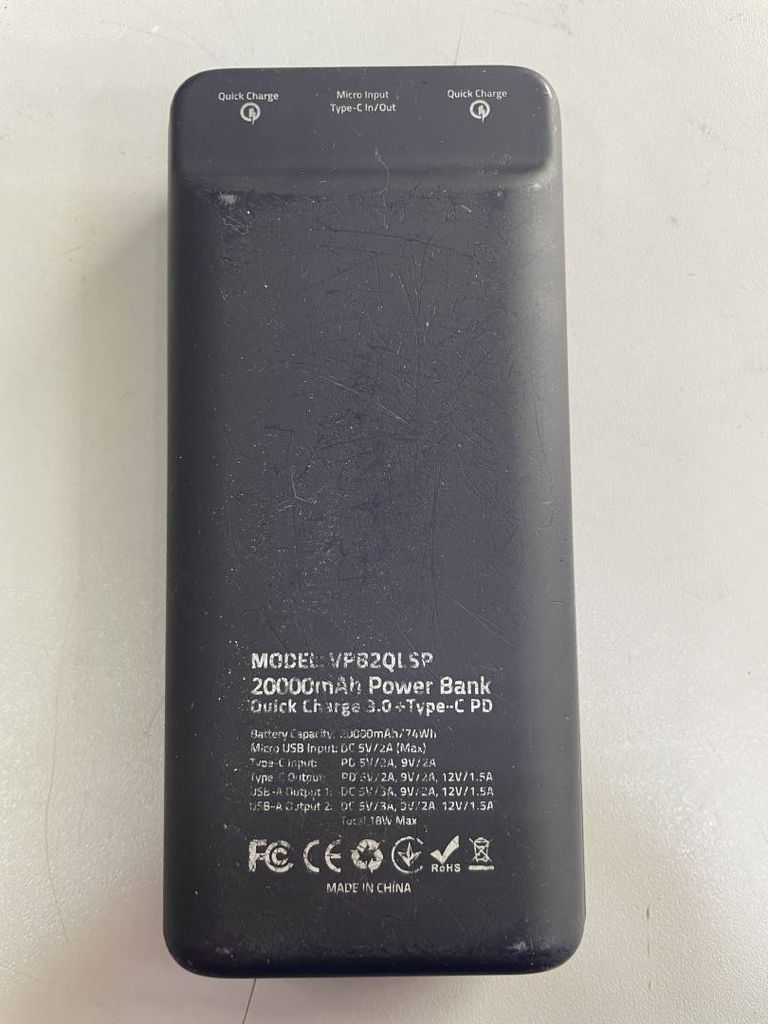 Quick Charge
Micro Input
Type-C In/Out
Quick Charge
MODEL: VPB2QLSP
20000mAh Power Bank
Quick Charge 3.0+Type-C PD
Battery Capacity: 20000mAh/74Wh
Micro USB Input: DC 5V/2A (Max)
Type-C Input: PD 5V/2A, 9V/2A
Type-C Output: PD 5V/2A, 9V/2A, 12V/1.5A
USB-A Output 1: DC 5V/3A, 9V/2A, 12V/1.5A
USB-A Output 2: DC 5V/3A, 9V/2A, 12V/1.5A
Total 18W Max
FC CE RoHS
MADE IN CHINA